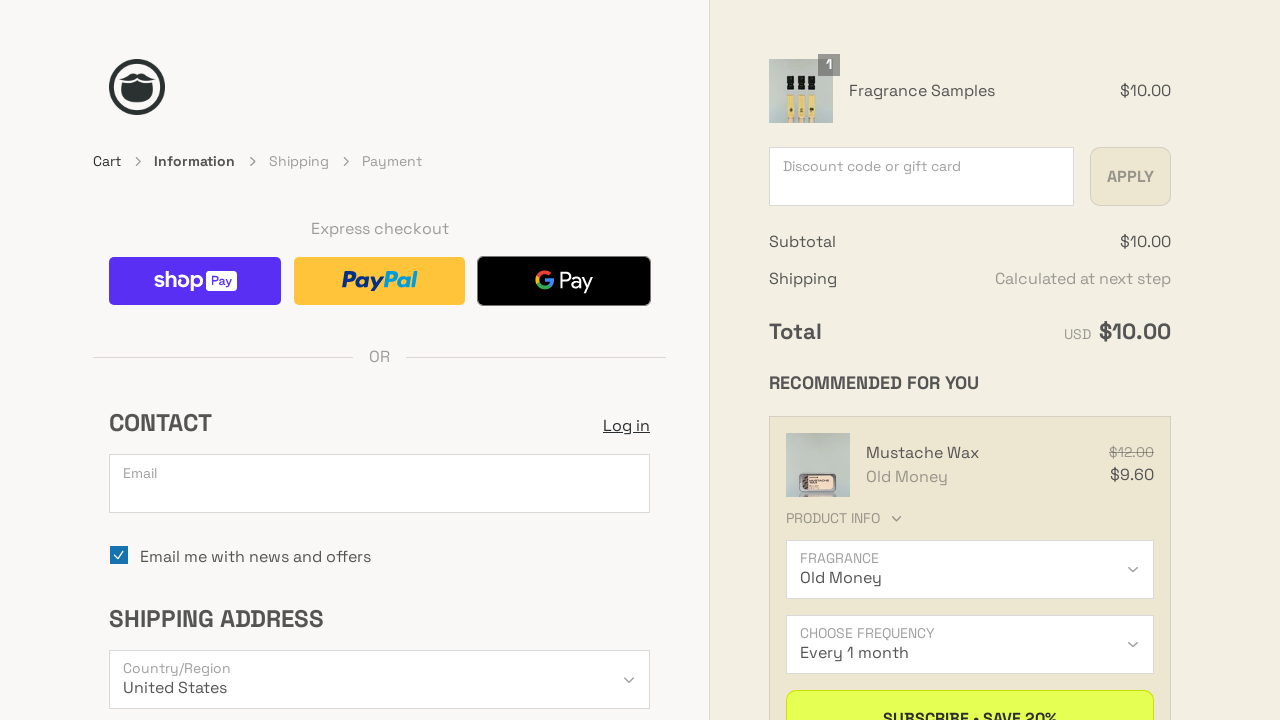 Cart
Information
Shipping
Payment
Express checkout
shop Pay
PayPal
G Pay
OR
CONTACT
Log in
Email
Email me with news and offers
SHIPPING ADDRESS
Country/Region
United States
1
Fragrance Samples
$10.00
Discount code or gift card
APPLY
Subtotal
$10.00
Shipping
Calculated at next step
Total
USD $10.00
RECOMMENDED FOR YOU
Mustache Wax
$12.00
Old Money
$9.60
PRODUCT INFO
FRAGRANCE
Old Money
CHOOSE FREQUENCY
Every 1 month
SUBSCRIBE • SAVE 20%